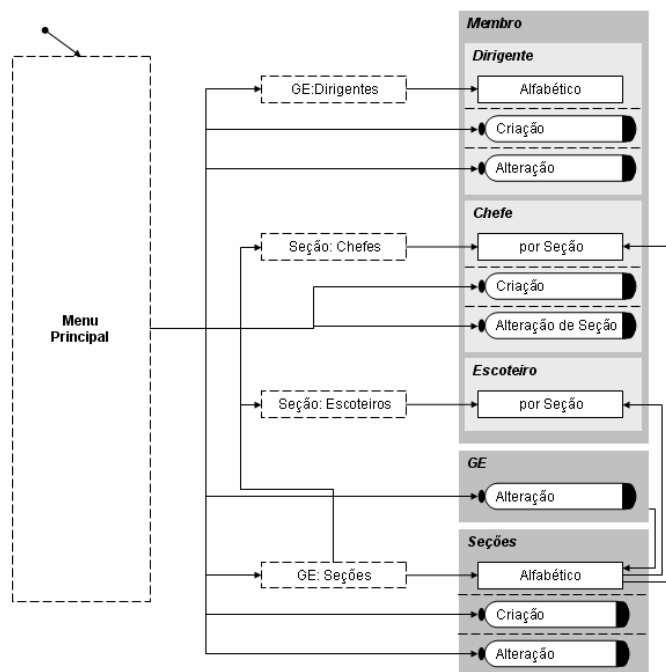 Membro
Dirigente
GE:Dirigentes
Alfabético
Criação
Alteração
Chefe
Seção: Chefes
por Seção
Criação
Menu
Principal
Alteração de Seção
Escoteiro
Seção: Escoteiros
por Seção
GE
Alteração
Seções
GE: Seções
Alfabético
Criação
Alteração